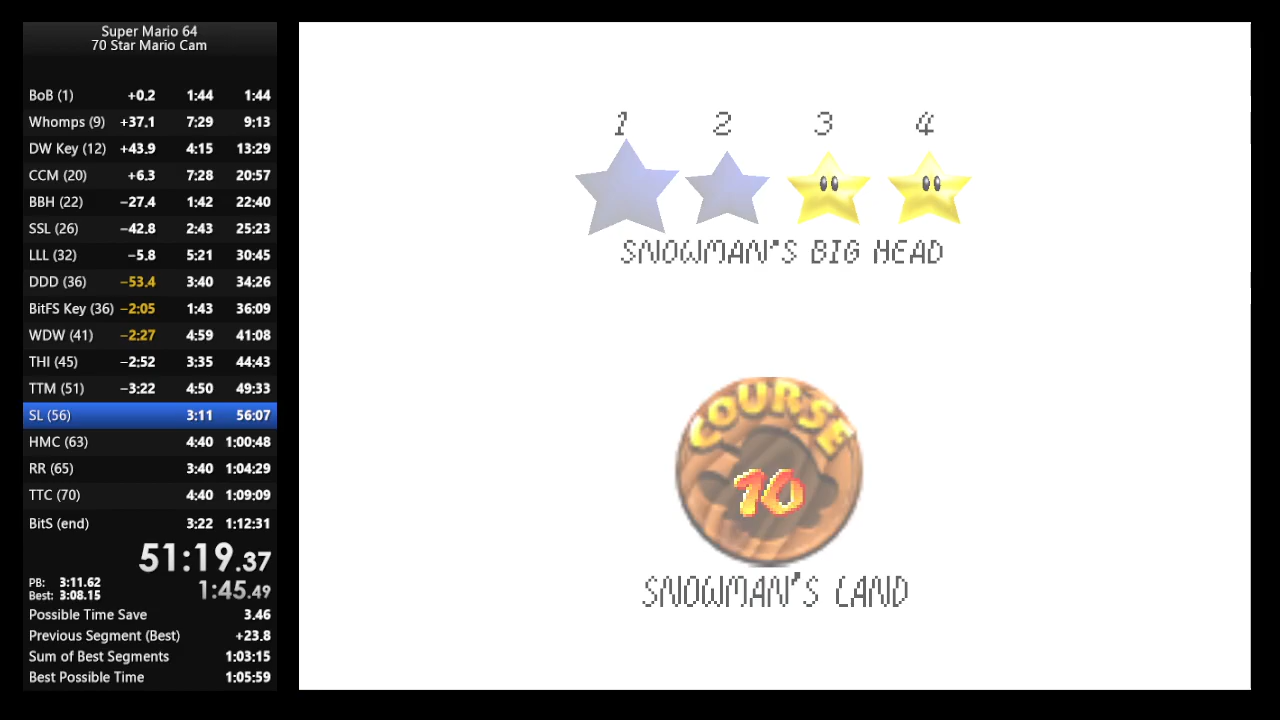 Super Mario 64
70 Star Mario Cam
BoB (1) +0.2 1:44 1:44
Whomps (9) +37.1 7:29 9:13
DW Key (12) +43.9 4:15 13:29
CCM (20) +6.3 7:28 20:57
BBH (22) −27.4 1:42 22:40
SSL (26) −42.8 2:43 25:23
LLL (32) −5.8 5:21 30:45
DDD (36) −53.4 3:40 34:26
BitFS Key (36) −2:05 1:43 36:09
WDW (41) −2:27 4:59 41:08
THI (45) −2:52 3:35 44:43
TTM (51) −3:22 4:50 49:33
SL (56) 3:11 56:07
HMC (63) 4:40 1:00:48
RR (65) 3:40 1:04:29
TTC (70) 4:40 1:09:09
BitS (end) 3:22 1:12:31
51:19.37
PB: 3:11.62
Best: 3:08.15
1:45.49
Possible Time Save 3.46
Previous Segment (Best) +23.8
Sum of Best Segments 1:03:15
Best Possible Time 1:05:59
1 2 3 4
SNOWMAN'S BIG HEAD
COURSE
10
SNOWMAN'S LAND